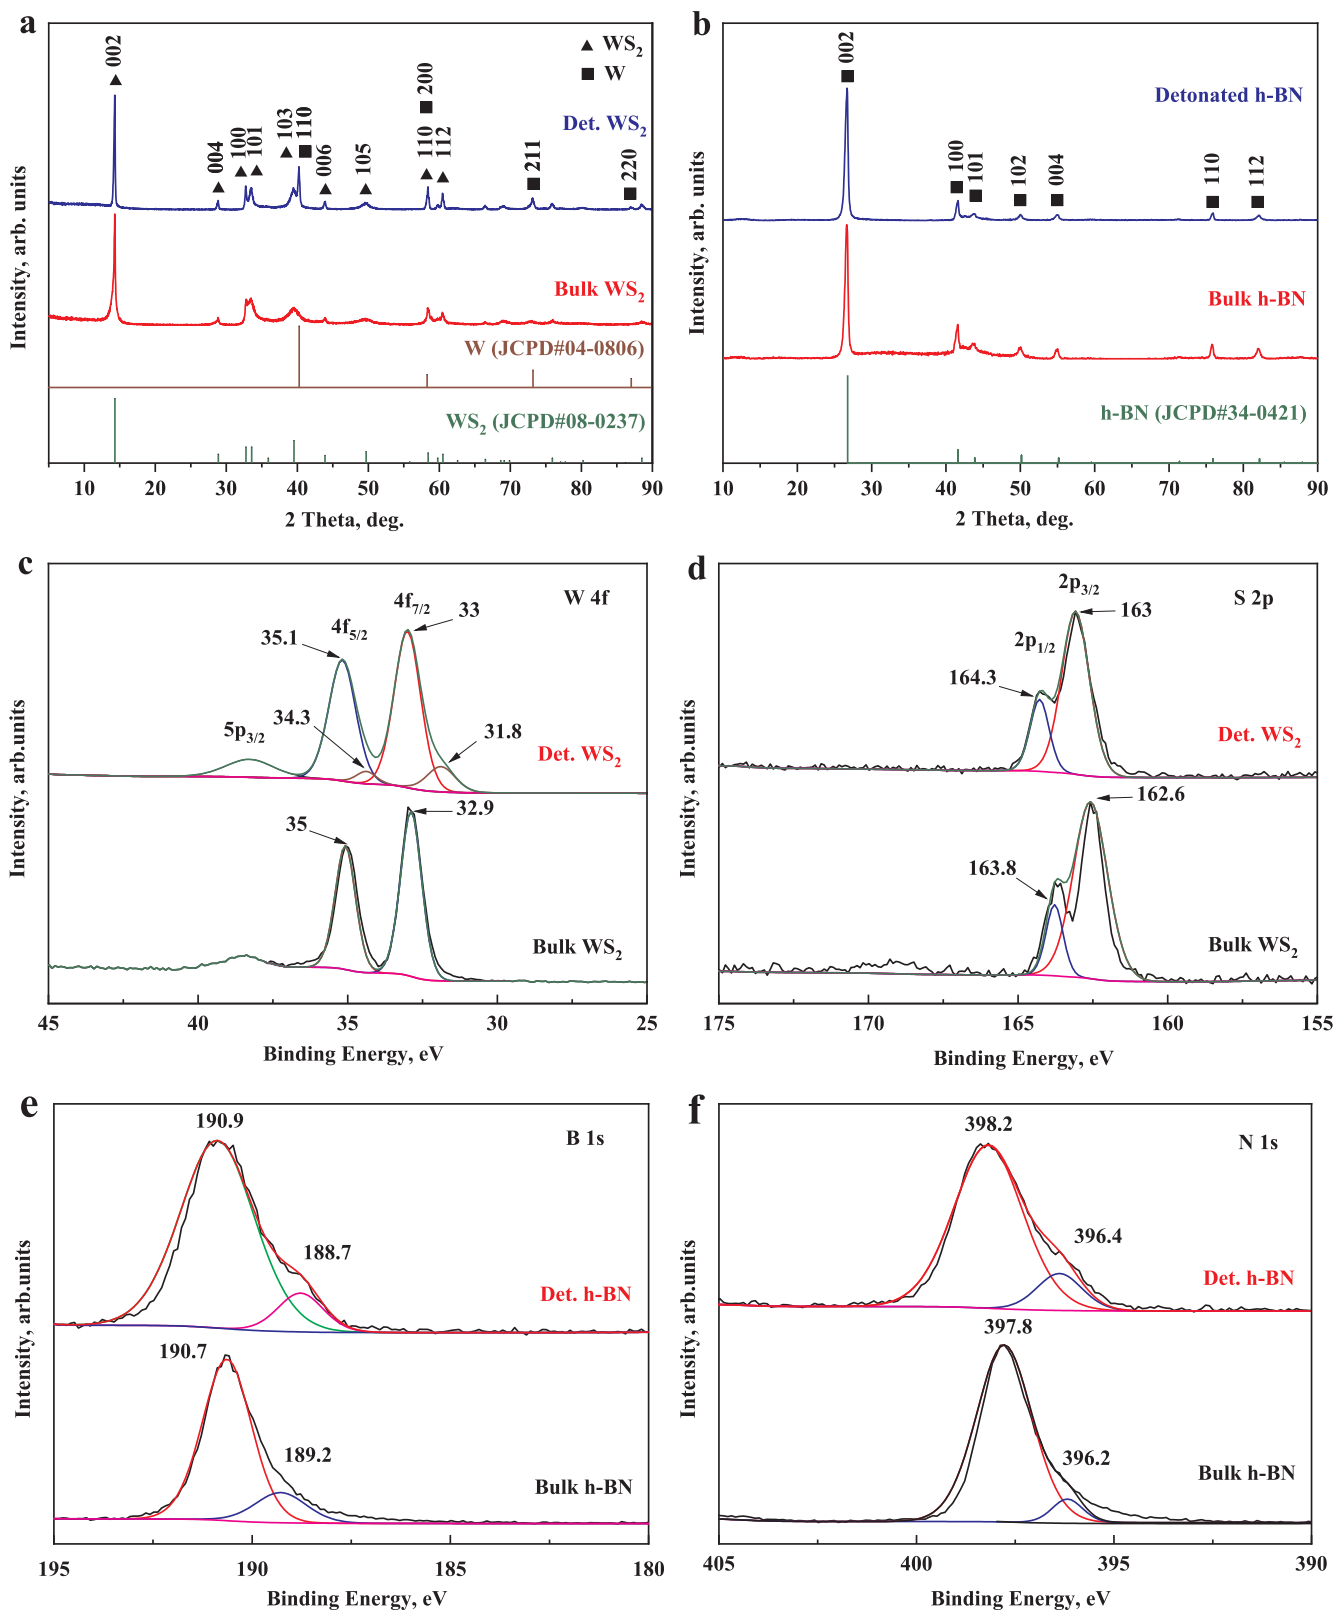 a
002
▲ WS2
■ W
Det. WS2
004
100
101
103
110
006
105
200
110
112
211
220
Bulk WS2
W (JCPD#04-0806)
WS2 (JCPD#08-0237)
Intensity, arb. units
10 20 30 40 50 60 70 80 90
2 Theta, deg.
b
002
Detonated h-BN
100
101
102
004
110
112
Bulk h-BN
h-BN (JCPD#34-0421)
Intensity, arb. units
10 20 30 40 50 60 70 80 90
2 Theta, deg.
c
W 4f
4f7/2
33
4f5/2
35.1
34.3
5p3/2
31.8
Det. WS2
32.9
35
Bulk WS2
Intensity, arb.units
45 40 35 30 25
Binding Energy, eV
d
S 2p
2p3/2
163
2p1/2
164.3
Det. WS2
162.6
163.8
Bulk WS2
Intensity, arb.units
175 170 165 160 155
Binding Energy, eV
e
190.9
B 1s
188.7
Det. h-BN
190.7
189.2
Bulk h-BN
Intensity, arb.units
195 190 185 180
Binding Energy, eV
f
398.2
N 1s
396.4
Det. h-BN
397.8
396.2
Bulk h-BN
Intensity, arb.units
405 400 395 390
Binding Energy, eV